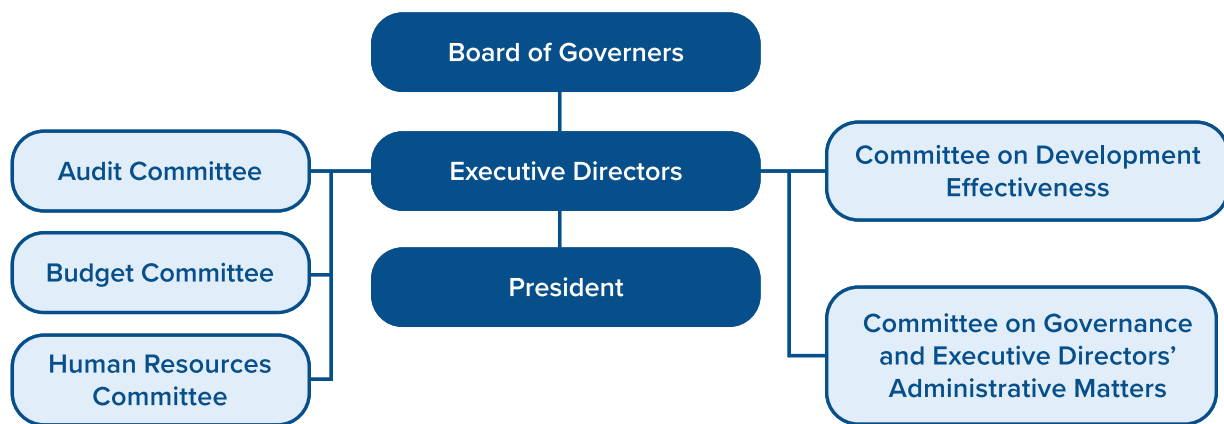 Board of Governers
Audit Committee
Executive Directors
Committee on Development
Effectiveness
Budget Committee
President
Human Resources
Committee
Committee on Governance
and Executive Directors’
Administrative Matters